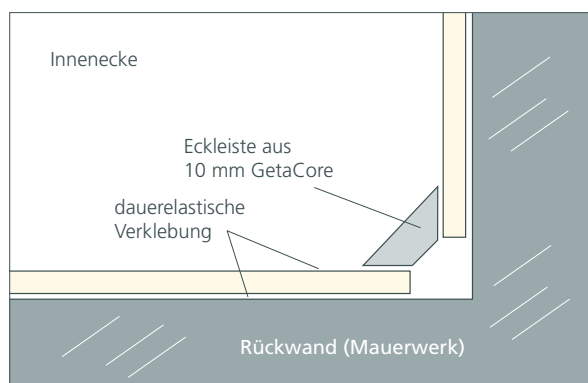 Innenecke
Eckleiste aus
10 mm GetaCore
dauerelastische
Verklebung
Rückwand (Mauerwerk)